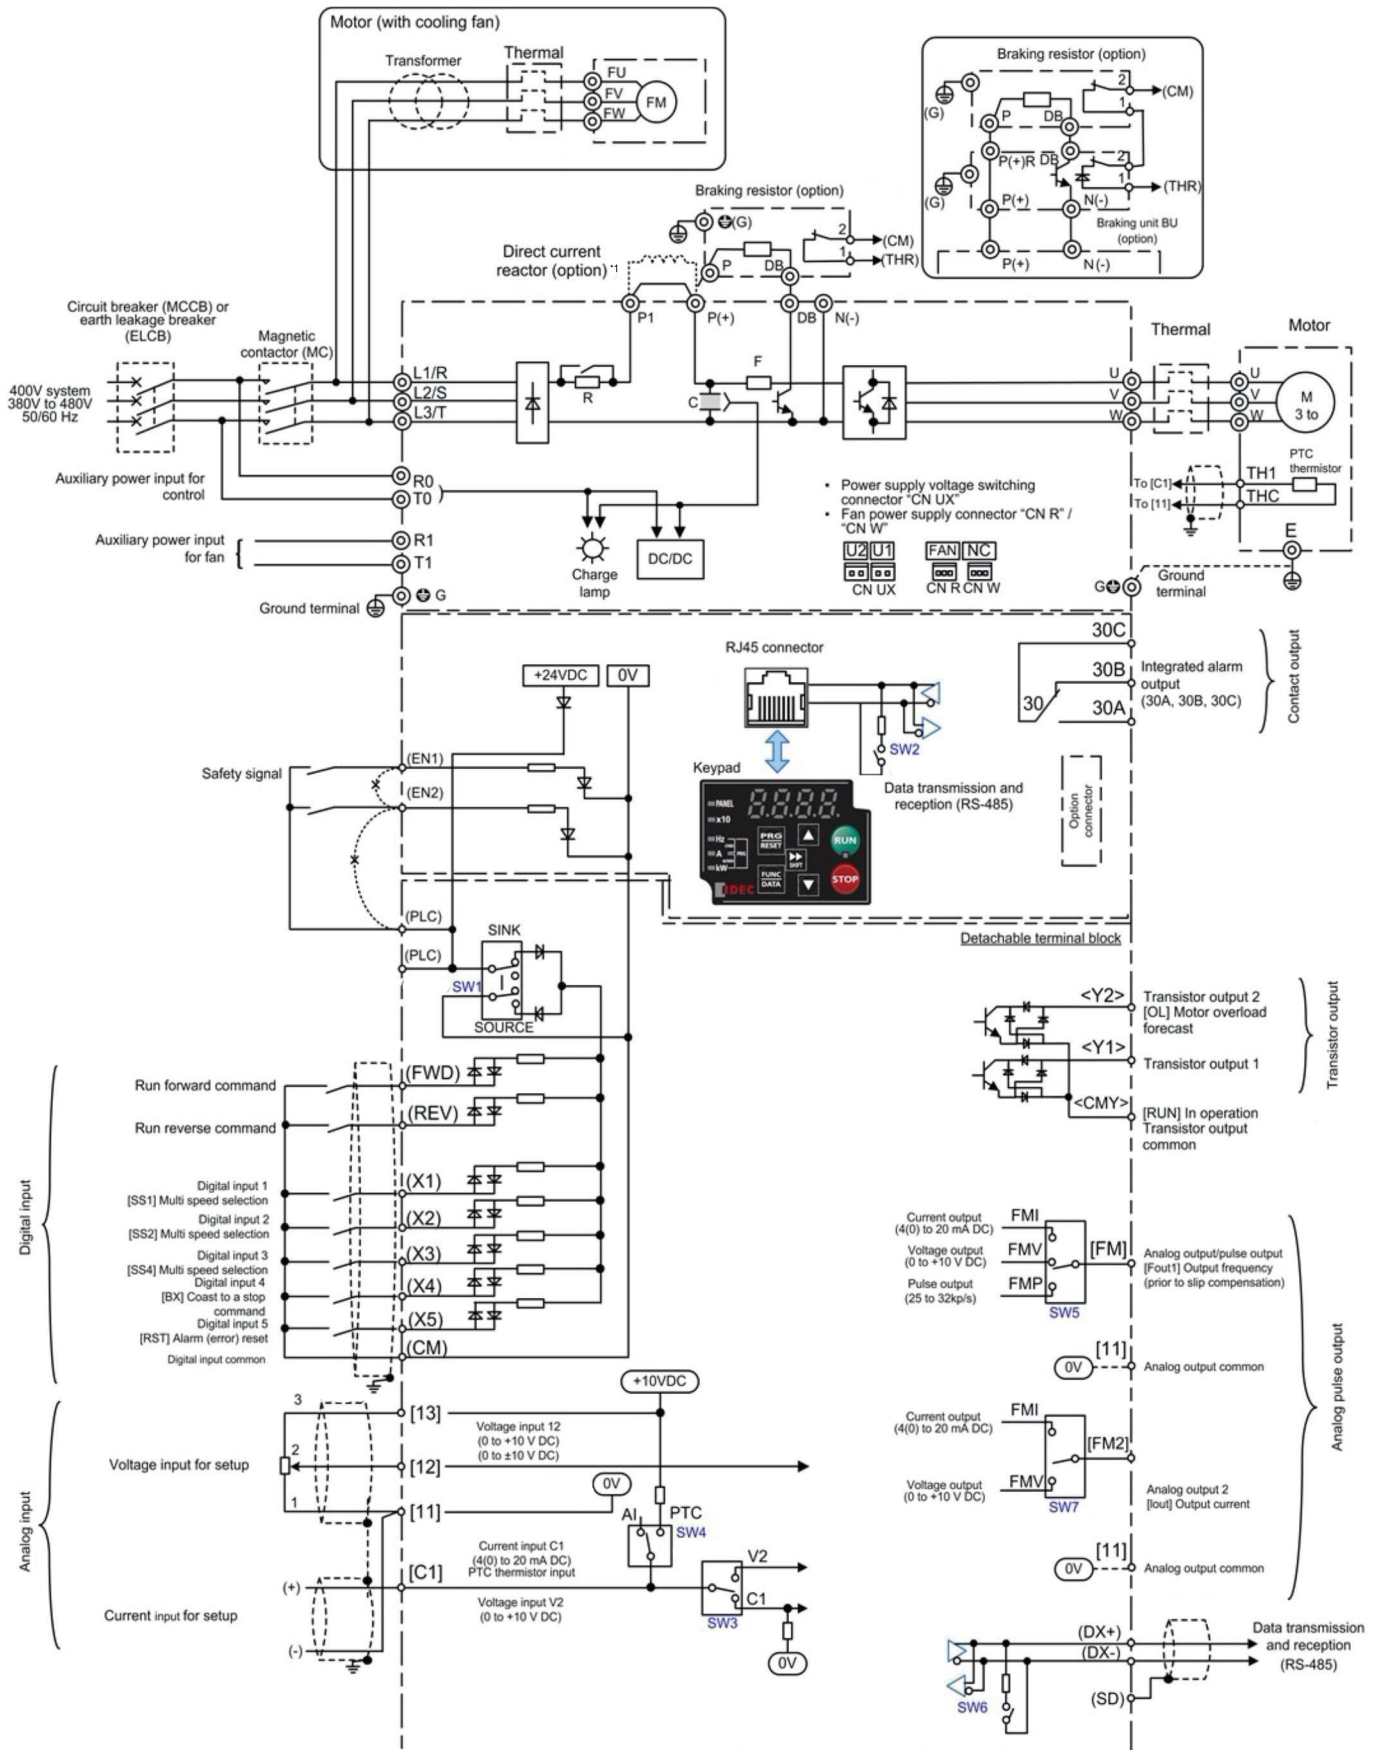 Motor (with cooling fan)
Transformer
Thermal
FU
FV
FW
FM
Braking resistor (option)
2
(CM)
1
(G)
P
DB
P(+)R
DB
2
1
(THR)
(G)
P(+)
N(-)
Braking unit BU
(option)
P(+)
N(-)
Braking resistor (option)
(G)
2
(CM)
1
(THR)
P
DB
Direct current
reactor (option)
P1
P(+)
DB
N(-)
Circuit breaker (MCCB) or
earth leakage breaker
(ELCB)
Magnetic
contactor (MC)
Thermal
Motor
400V system
380V to 480V
50/60 Hz
L1/R
L2/S
L3/T
R
F
C
U
V
W
U
V
W
M
3 to
PTC
thermistor
TH1
THC
To [C1]
To [11]
E
Auxiliary power input for
control
R0
T0
Auxiliary power input
for fan
R1
T1
Ground terminal
G
Charge
lamp
DC/DC
• Power supply voltage switching
connector “CN UX”
• Fan power supply connector “CN R” /
“CN W”
U2 U1
FAN NC
CN UX
CN R CN W
G
Ground
terminal
30C
30B
30A
30
Integrated alarm
output
(30A, 30B, 30C)
Contact output
RJ45 connector
SW2
Data transmission and
reception (RS-485)
Keypad
PANEL
x10
Hz
A
kW
PRG
PRG
RESET
SHIFT
FUNC
DATA
RUN
STOP
IDEC
8.8.8.8.
Option
connector
+24VDC
0V
Safety signal
(EN1)
(EN2)
(PLC)
(PLC)
SINK
SW1
SOURCE
Detachable terminal block
<Y2>
Transistor output 2
[OL] Motor overload
forecast
<Y1>
Transistor output 1
<CMY>
[RUN] In operation
Transistor output
common
Transistor output
Digital input
Run forward command
(FWD)
Run reverse command
(REV)
Digital input 1
[SS1] Multi speed selection
(X1)
Digital input 2
[SS2] Multi speed selection
(X2)
Digital input 3
[SS4] Multi speed selection
(X3)
Digital input 4
[BX] Coast to a stop
command
(X4)
Digital input 5
[RST] Alarm (error) reset
(X5)
Digital input common
(CM)
Current output
(4(0) to 20 mA DC)
FMI
Voltage output
(0 to +10 V DC)
FMV
Pulse output
(25 to 32kp/s)
FMP
SW5
[FM]
Analog output/pulse output
[Fout1] Output frequency
(prior to slip compensation)
[11]
0V
Analog output common
Current output
(4(0) to 20 mA DC)
FMI
Voltage output
(0 to +10 V DC)
FMV
SW7
[FM2]
Analog output 2
[Iout] Output current
[11]
0V
Analog output common
Analog pulse output
Analog input
Voltage input for setup
3
2
1
[13]
[12]
[11]
Voltage input 12
(0 to +10 V DC)
(0 to ±10 V DC)
+10VDC
0V
AI
PTC
SW4
Current input for setup
(+)
(-)
[C1]
Current input C1
(4(0) to 20 mA DC)
PTC thermistor input
Voltage input V2
(0 to +10 V DC)
V2
C1
SW3
0V
(DX+)
(DX-)
(SD)
SW6
Data transmission
and reception
(RS-485)